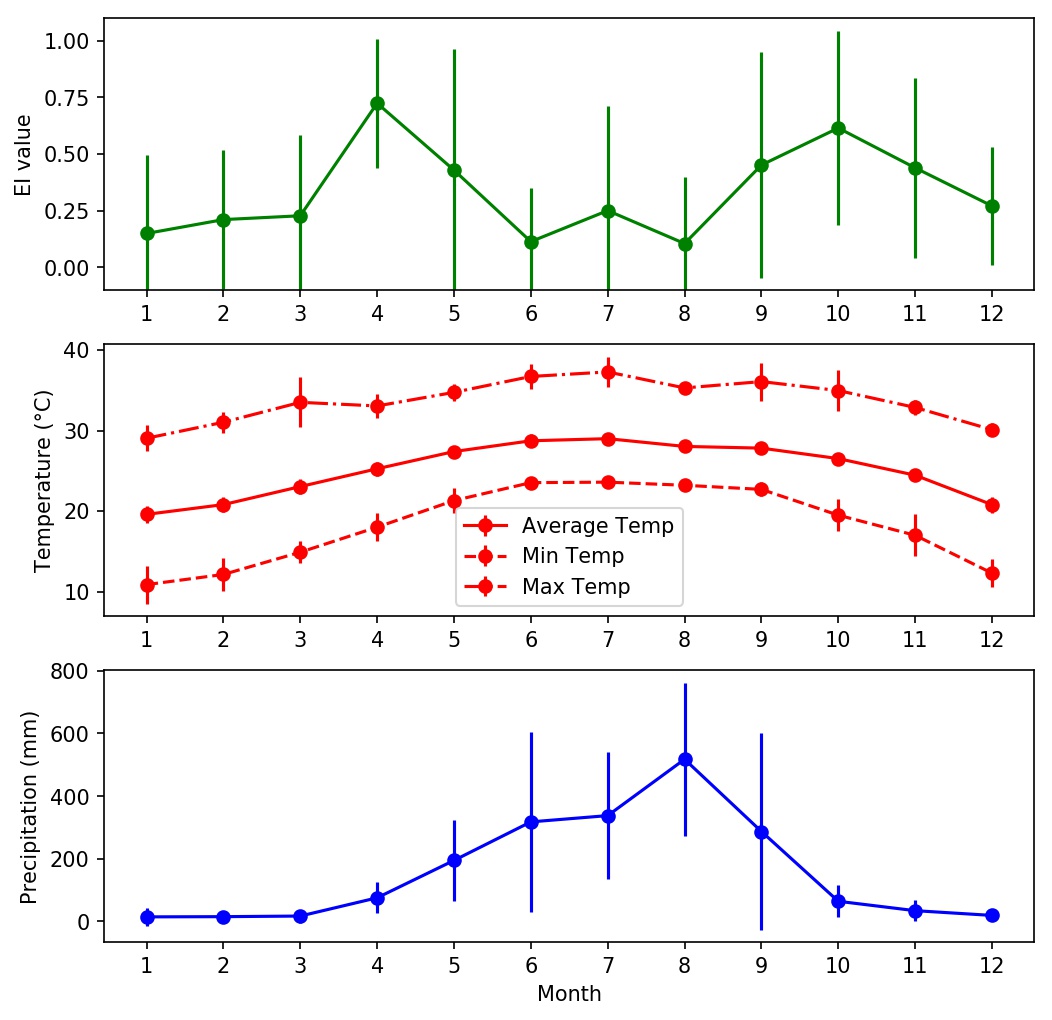 EI value
1.00
0.75
0.50
0.25
0.00
1 2 3 4 5 6 7 8 9 10 11 12
Temperature (°C)
40
30
20
10
Average Temp
Min Temp
Max Temp
1 2 3 4 5 6 7 8 9 10 11 12
Precipitation (mm)
800
600
400
200
0
1 2 3 4 5 6 7 8 9 10 11 12
Month